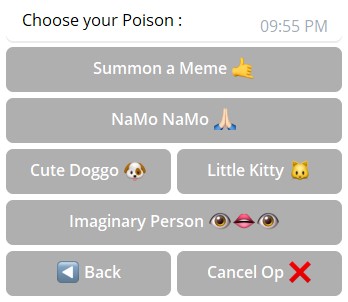 Choose your Poison :
09:55 PM
Summon a Meme 🤙
NaMo NaMo 🙏🏻
Cute Doggo 🐶
Little Kitty 🐱
Imaginary Person 👁👄👁
◀️ Back
Cancel Op ❌